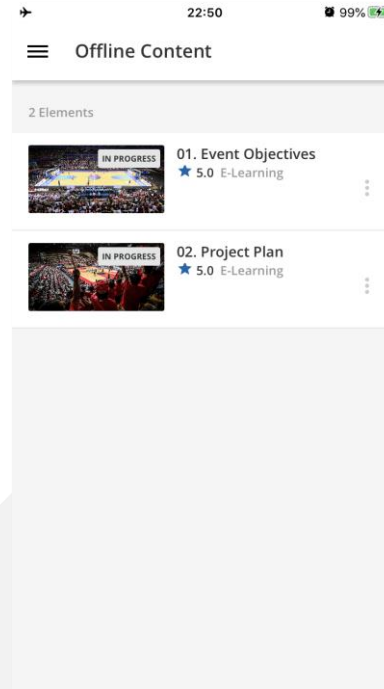 22:50
99%
Offline Content
2 Elements
IN PROGRESS
01. Event Objectives
5.0 E-Learning
IN PROGRESS
02. Project Plan
5.0 E-Learning